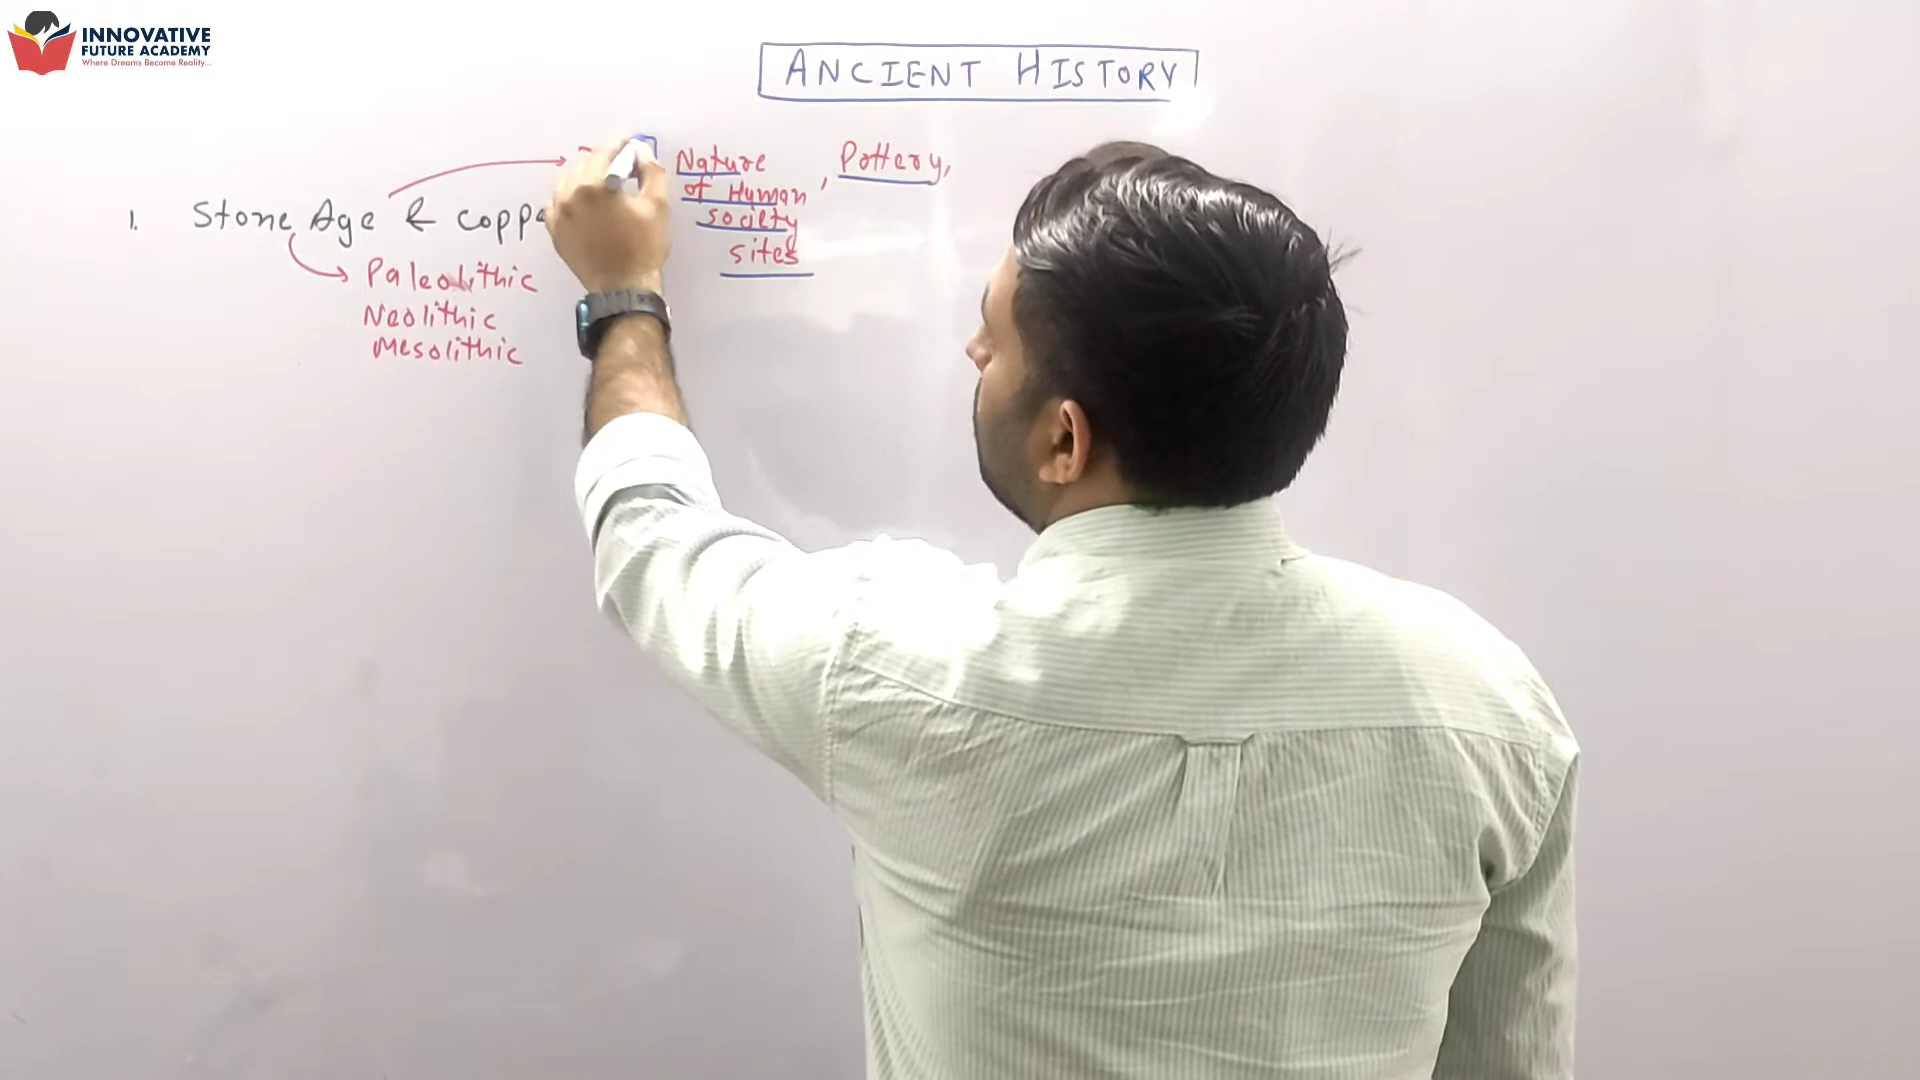 INNOVATIVE
FUTURE ACADEMY
Where Dreams Become Reality...
ANCIENT HISTORY
Nature
of Human
society
sites
, Pottery,
1. Stone Age & copp
Paleolithic
Neolithic
Mesolithic